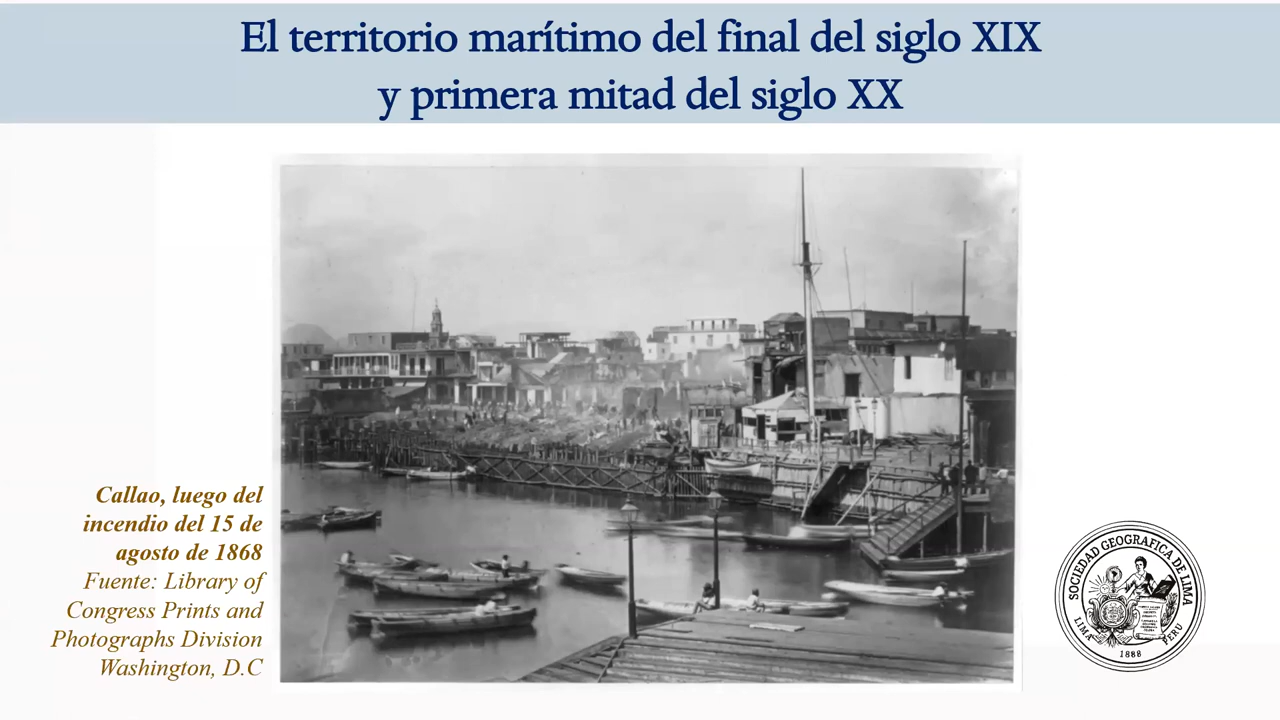 El territorio marítimo del final del siglo XIX
y primera mitad del siglo XX
Callao, luego del
incendio del 15 de
agosto de 1868
Fuente: Library of
Congress Prints and
Photographs Division
Washington, D.C
SOCIEDAD GEOGRAFICA DE LIMA
LIMA PERU
1888